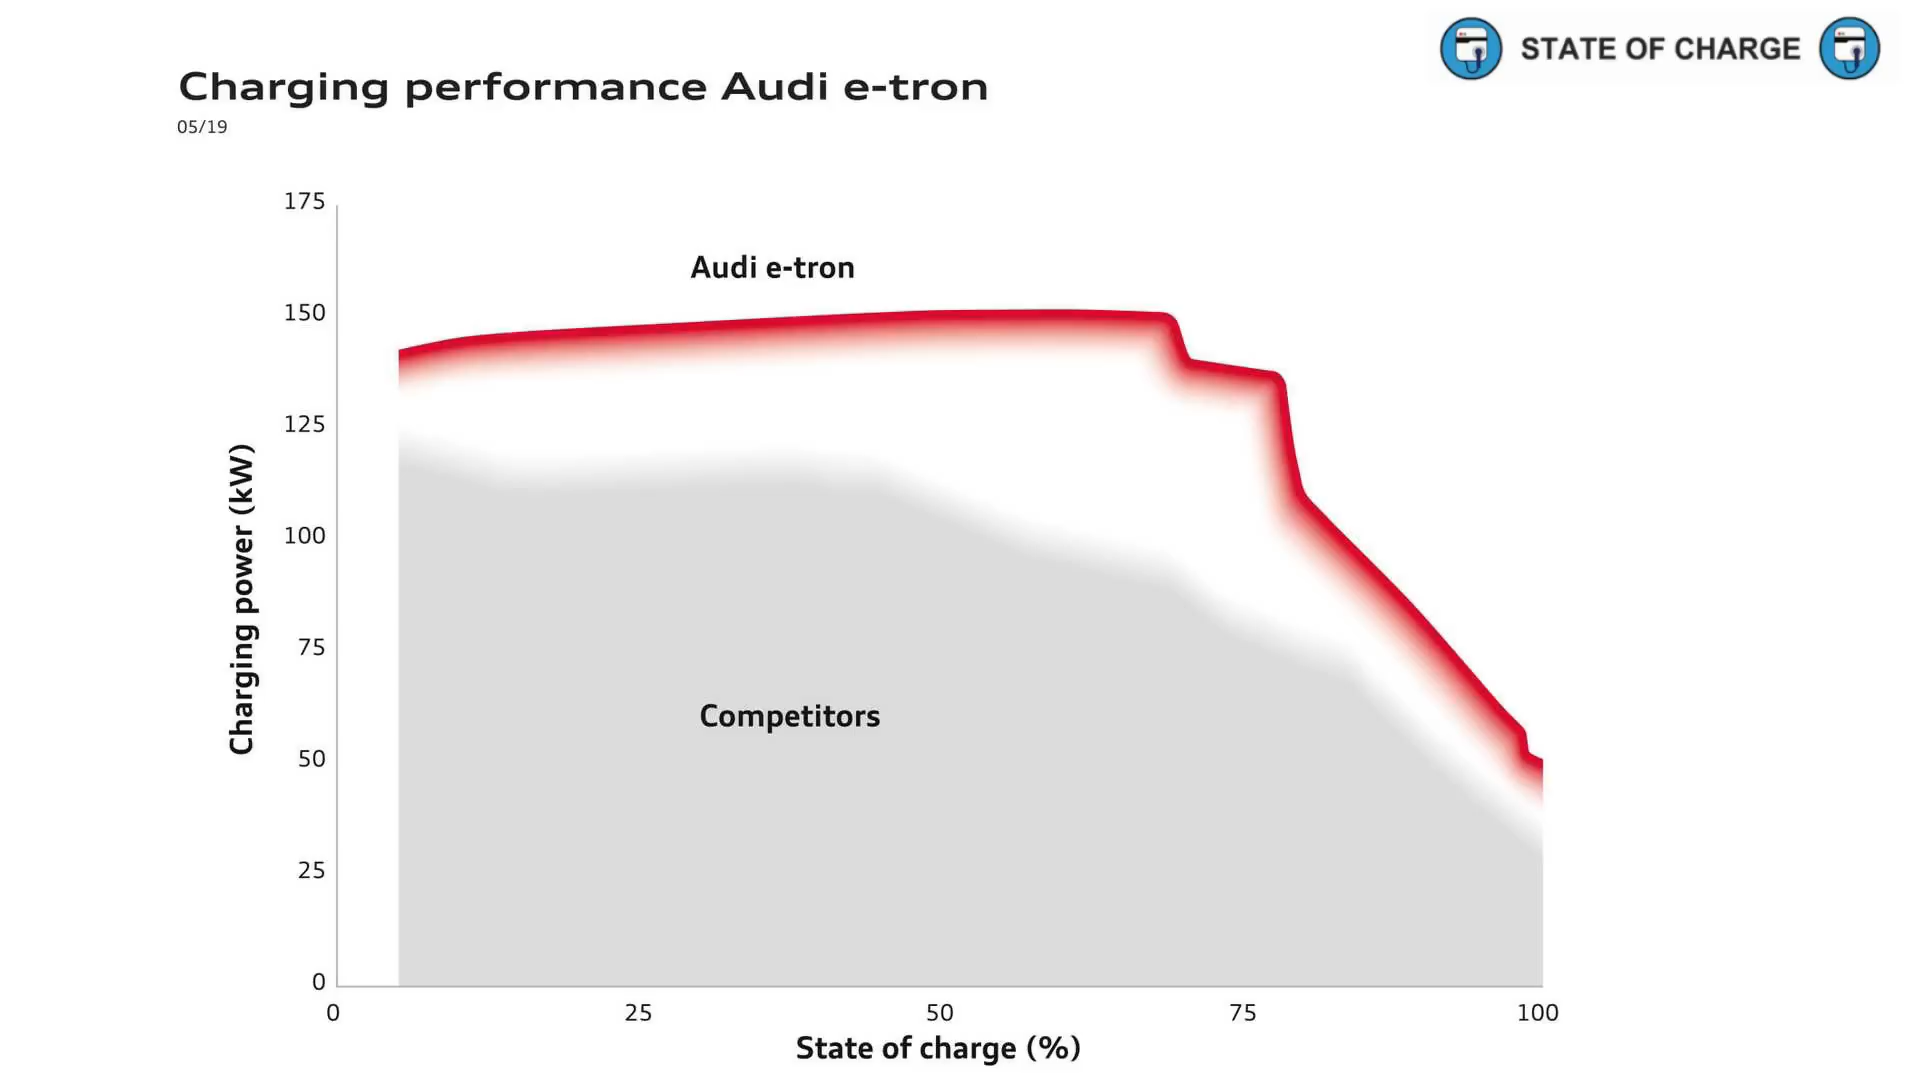 STATE OF CHARGE
Charging performance Audi e-tron
05/19
175
Audi e-tron
150
125
Charging power (kW)
100
75
Competitors
50
25
0
0 25 50 75 100
State of charge (%)